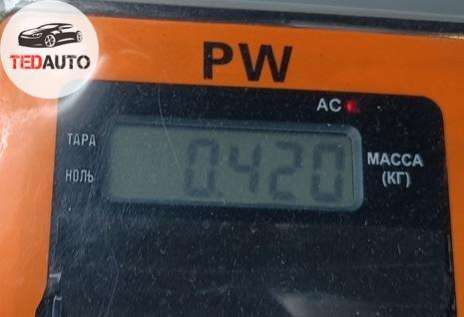 TEDAUTO
PW
AC
ТАРА
НОЛЬ
0.420
МАССА
(КГ)